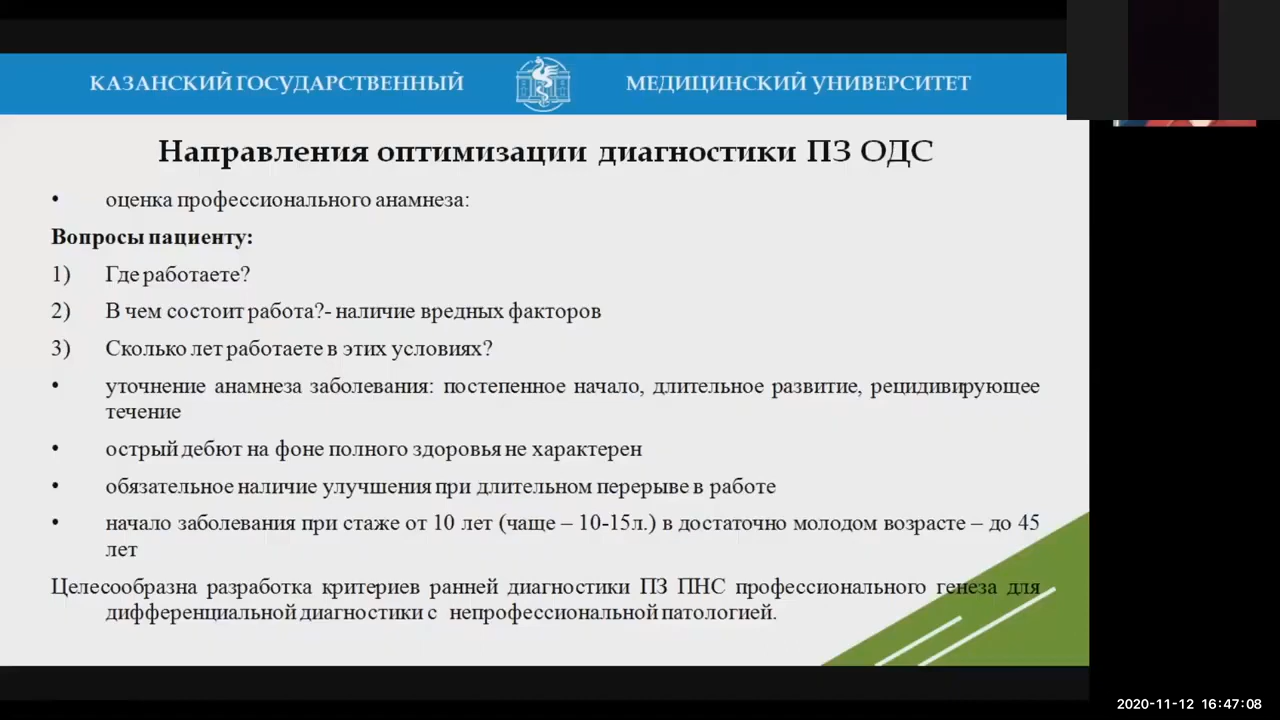 КАЗАНСКИЙ ГОСУДАРСТВЕННЫЙ МЕДИЦИНСКИЙ УНИВЕРСИТЕТ
Направления оптимизации диагностики ПЗ ОДС
• оценка профессионального анамнеза:
Вопросы пациенту:
1) Где работаете?
2) В чем состоит работа?- наличие вредных факторов
3) Сколько лет работаете в этих условиях?
• уточнение анамнеза заболевания: постепенное начало, длительное развитие, рецидивирующее
течение
• острый дебют на фоне полного здоровья не характерен
• обязательное наличие улучшения при длительном перерыве в работе
• начало заболевания при стаже от 10 лет (чаще – 10-15л.) в достаточно молодом возрасте – до 45
лет
Целесообразна разработка критериев ранней диагностики ПЗ ПНС профессионального генеза для
дифференциальной диагностики с непрофессиональной патологией.
2020-11-12 16:47:08